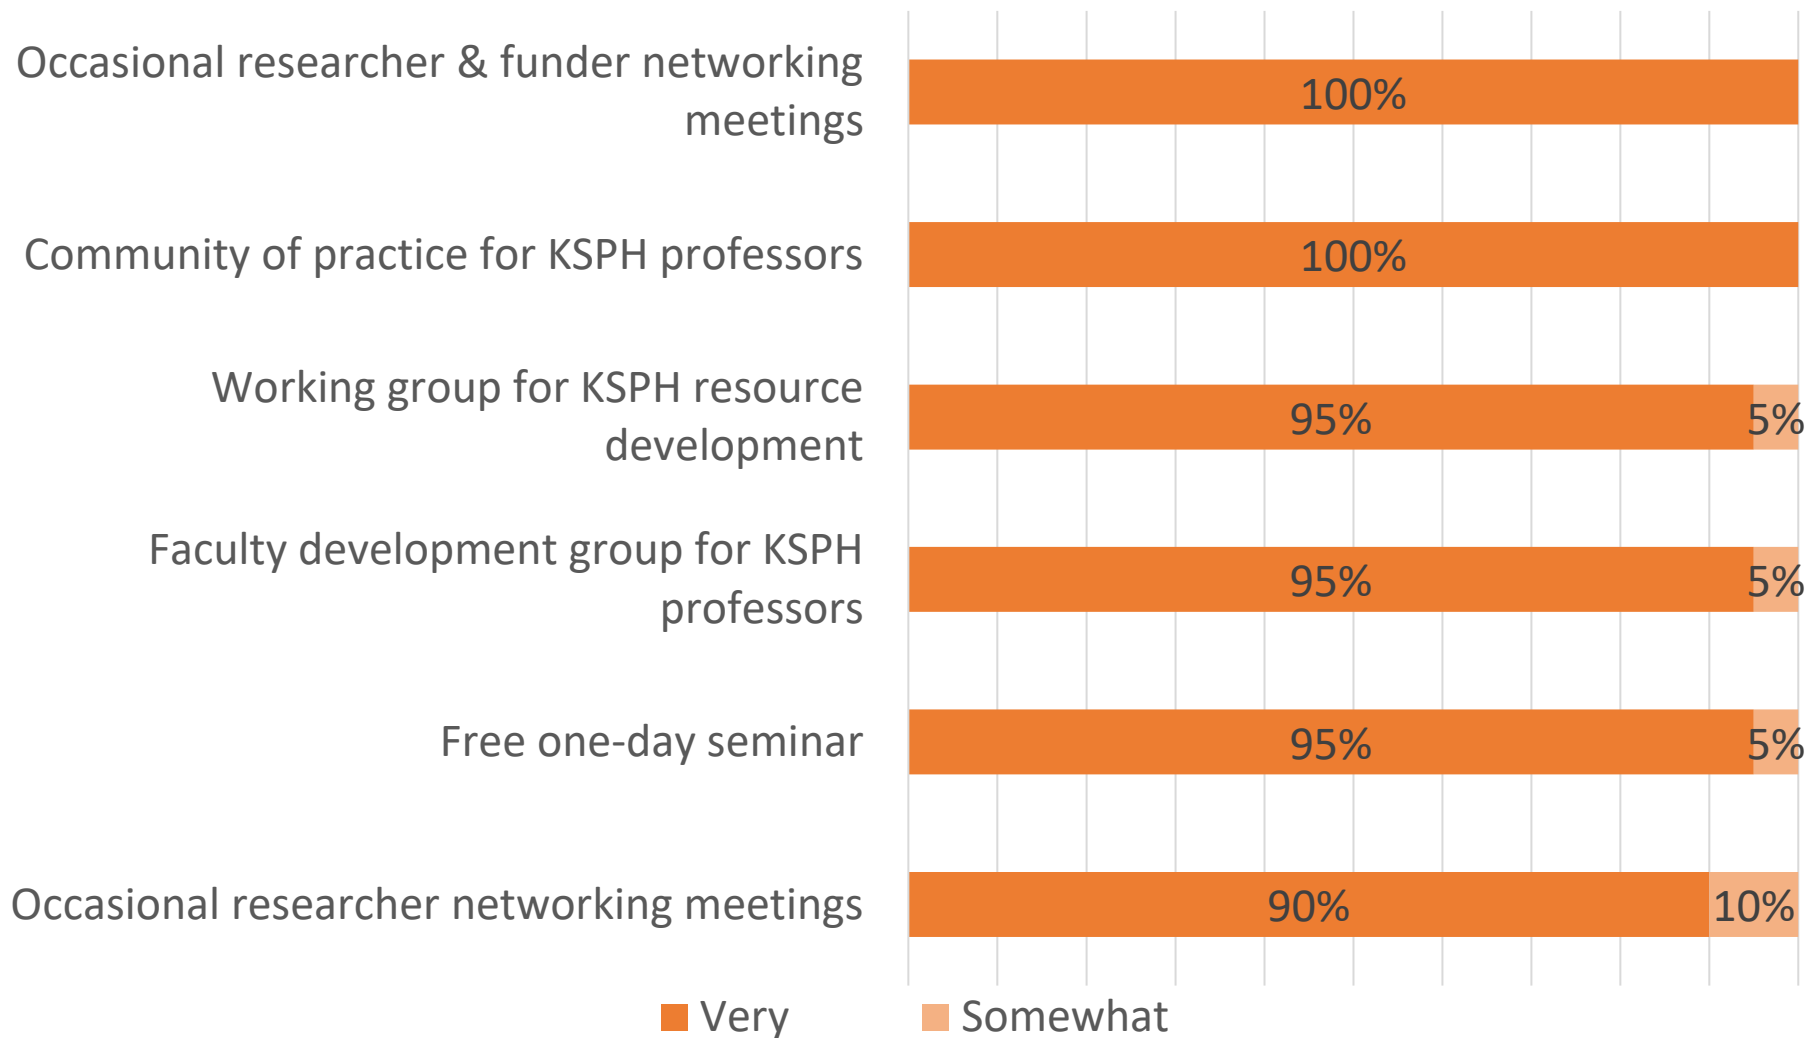 Occasional researcher & funder networking
meetings
100%
Community of practice for KSPH professors
100%
Working group for KSPH resource
development
95%
5%
Faculty development group for KSPH
professors
95%
5%
Free one-day seminar
95%
5%
Occasional researcher networking meetings
90%
10%
Very
Somewhat